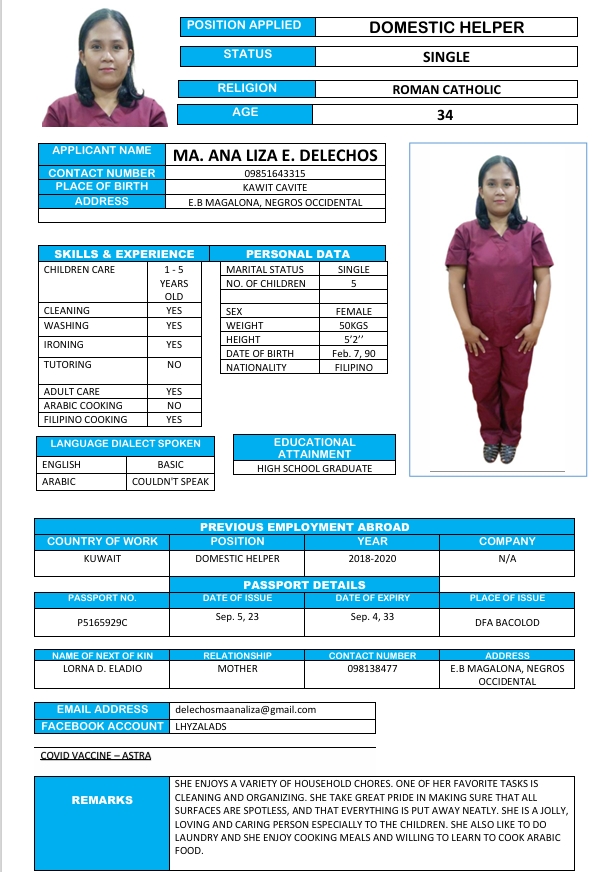 POSITION APPLIED DOMESTIC HELPER
STATUS SINGLE
RELIGION ROMAN CATHOLIC
AGE 34
APPLICANT NAME MA. ANA LIZA E. DELECHOS
CONTACT NUMBER 09851643315
PLACE OF BIRTH KAWIT CAVITE
ADDRESS E.B MAGALONA, NEGROS OCCIDENTAL
SKILLS & EXPERIENCE
CHILDREN CARE 1 - 5
YEARS
OLD
CLEANING YES
WASHING YES
IRONING YES
TUTORING NO
ADULT CARE YES
ARABIC COOKING NO
FILIPINO COOKING YES
PERSONAL DATA
MARITAL STATUS SINGLE
NO. OF CHILDREN 5
SEX FEMALE
WEIGHT 50KGS
HEIGHT 5’2’’
DATE OF BIRTH Feb. 7, 90
NATIONALITY FILIPINO
LANGUAGE DIALECT SPOKEN
ENGLISH BASIC
ARABIC COULDN'T SPEAK
EDUCATIONAL
ATTAINMENT
HIGH SCHOOL GRADUATE
PREVIOUS EMPLOYMENT ABROAD
COUNTRY OF WORK POSITION YEAR COMPANY
KUWAIT DOMESTIC HELPER 2018-2020 N/A
PASSPORT DETAILS
PASSPORT NO. DATE OF ISSUE DATE OF EXPIRY PLACE OF ISSUE
P5165929C Sep. 5, 23 Sep. 4, 33 DFA BACOLOD
NAME OF NEXT OF KIN RELATIONSHIP CONTACT NUMBER ADDRESS
LORNA D. ELADIO MOTHER 098138477 E.B MAGALONA, NEGROS
OCCIDENTAL
EMAIL ADDRESS delechosmaanaliza@gmail.com
FACEBOOK ACCOUNT LHYZALADS
COVID VACCINE – ASTRA
REMARKS
SHE ENJOYS A VARIETY OF HOUSEHOLD CHORES. ONE OF HER FAVORITE TASKS IS
CLEANING AND ORGANIZING. SHE TAKE GREAT PRIDE IN MAKING SURE THAT ALL
SURFACES ARE SPOTLESS, AND THAT EVERYTHING IS PUT AWAY NEATLY. SHE IS A JOLLY,
LOVING AND CARING PERSON ESPECIALLY TO THE CHILDREN. SHE ALSO LIKE TO DO
LAUNDRY AND SHE ENJOY COOKING MEALS AND WILLING TO LEARN TO COOK ARABIC
FOOD.